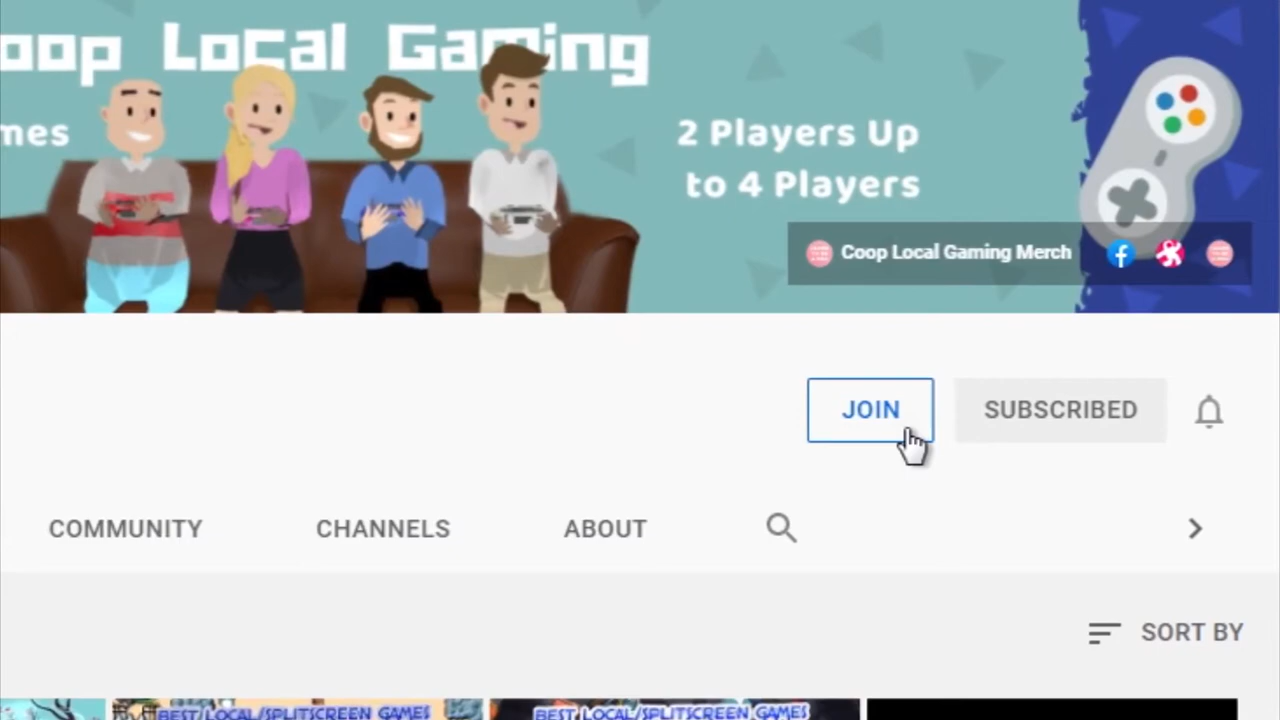 oop Local Gaming
mes
2 Players Up
to 4 Players
Coop Local Gaming Merch
JOIN
SUBSCRIBED
COMMUNITY
CHANNELS
ABOUT
SORT BY
BEST LOCAL/SPLITSCREEN GAMES
BEST LOCAL/SPLITSCREEN GAMES